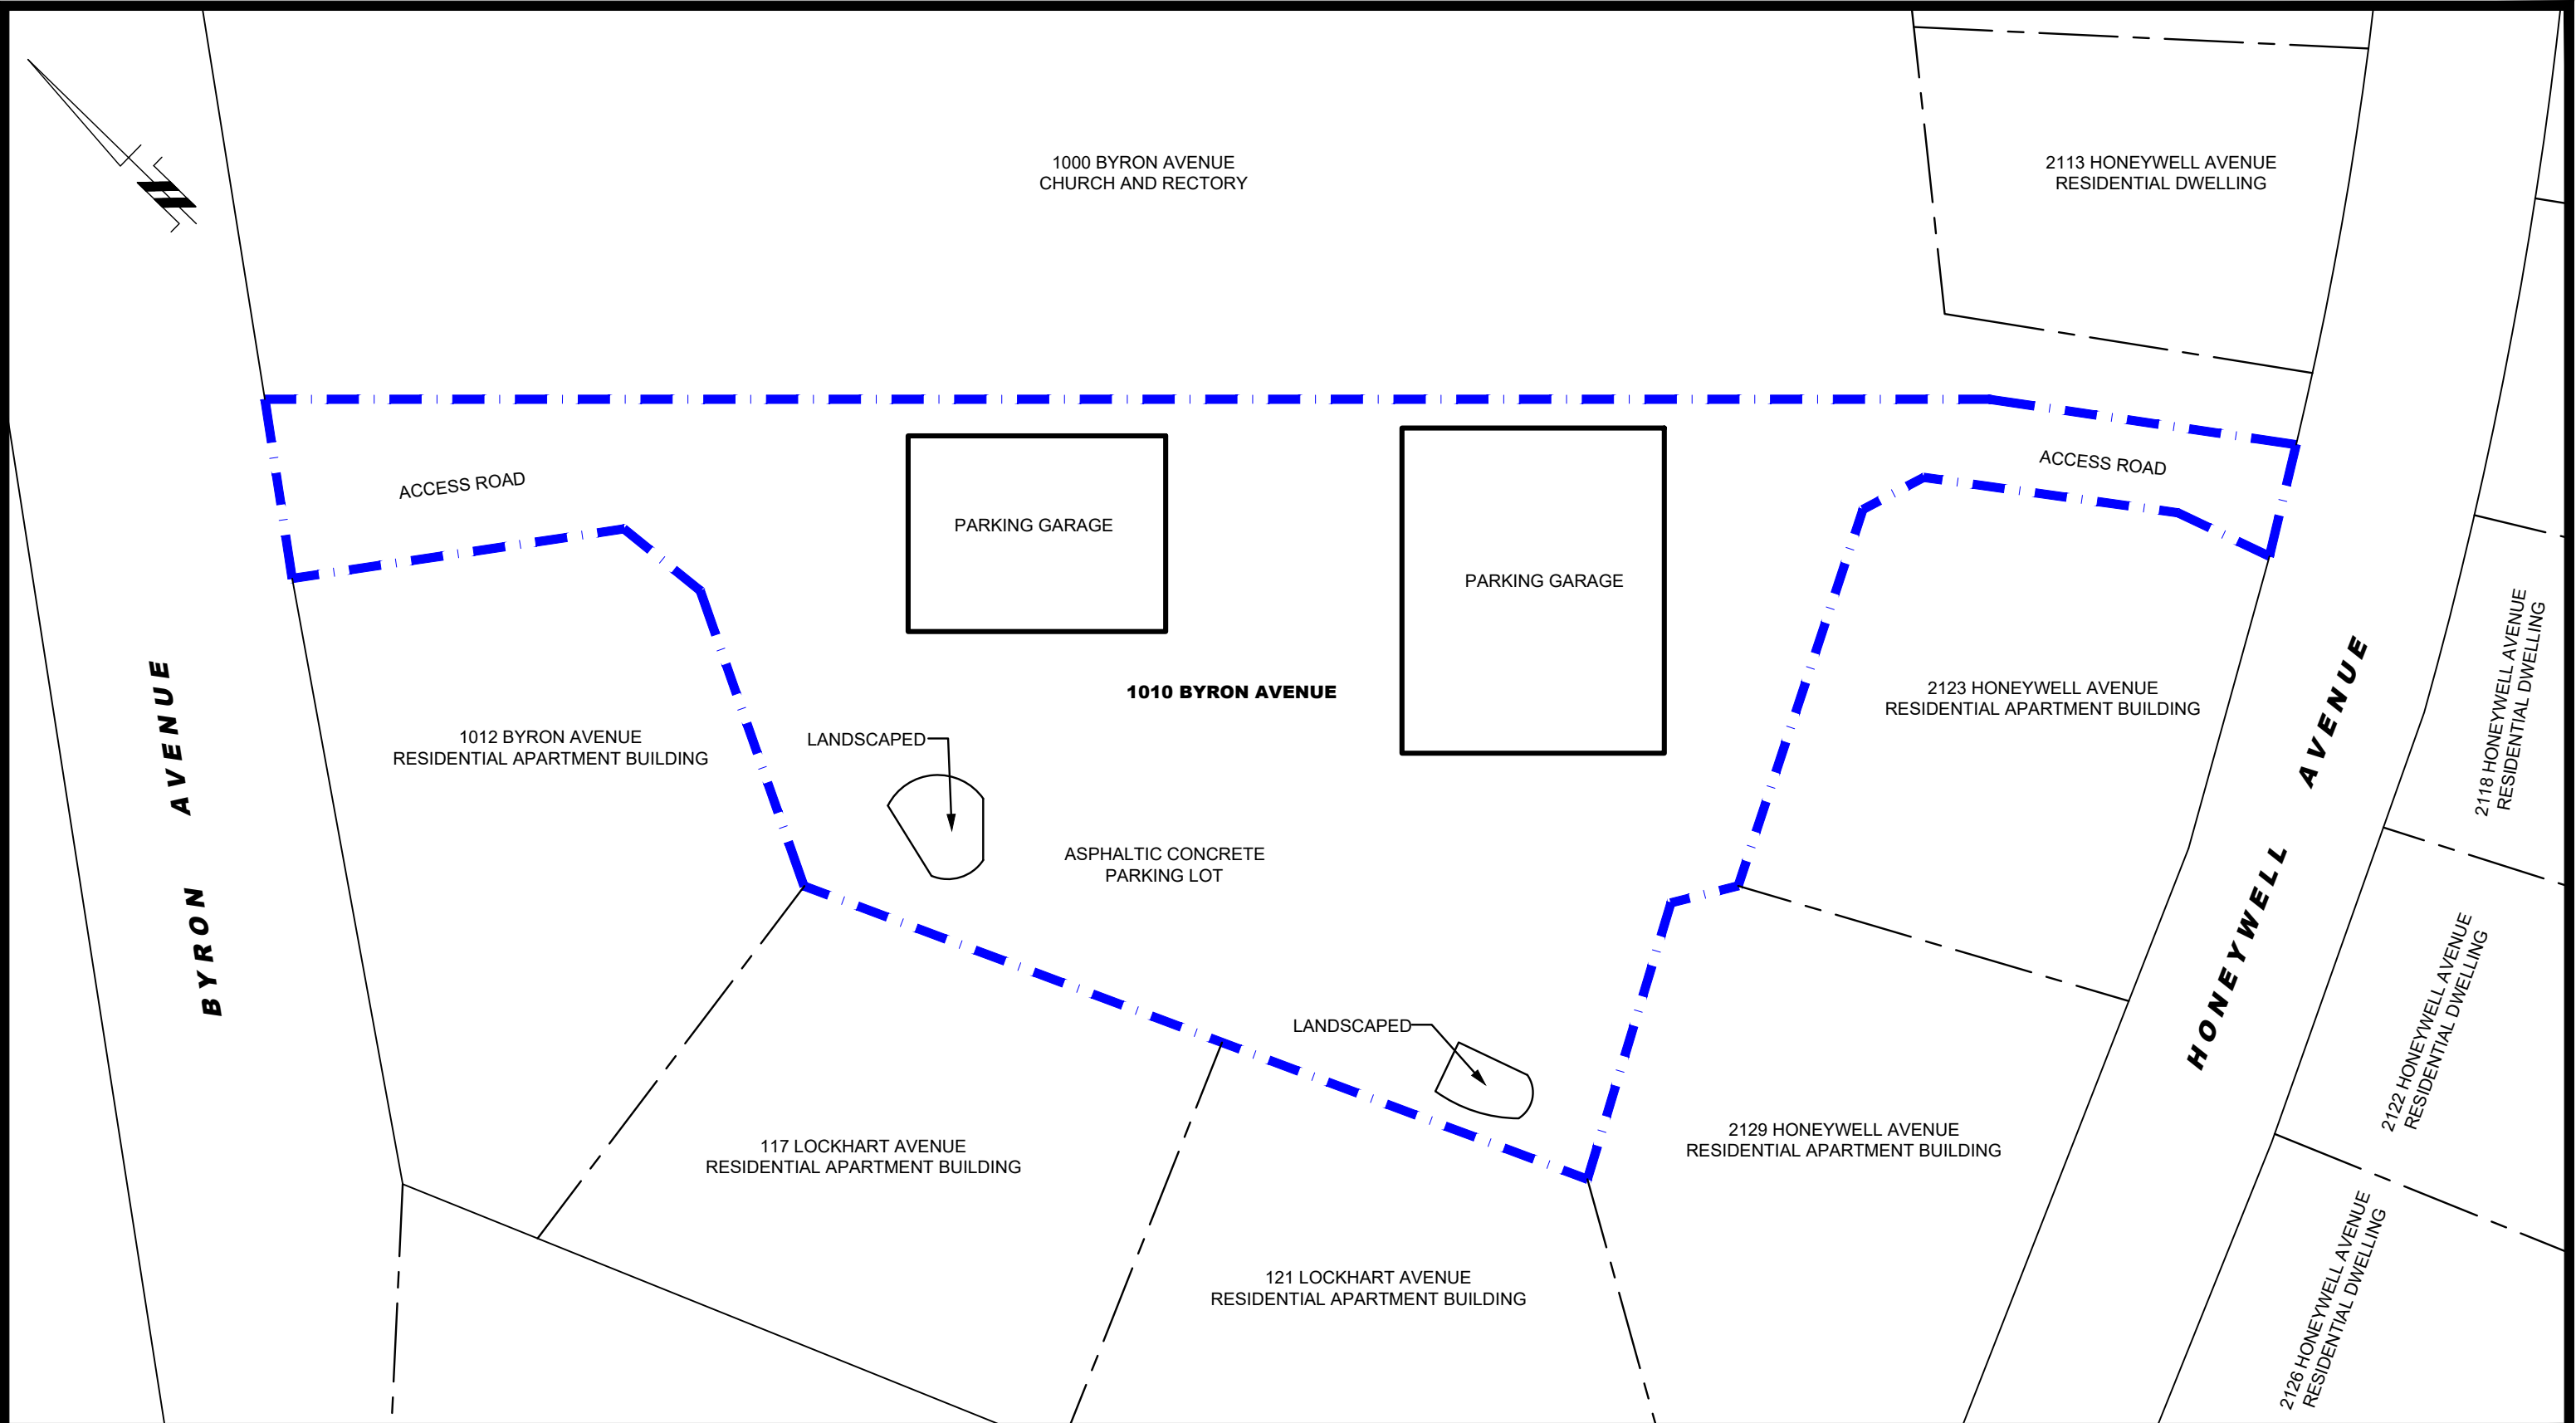 1000 BYRON AVENUE
CHURCH AND RECTORY
2113 HONEYWELL AVENUE
RESIDENTIAL DWELLING
ACCESS ROAD
PARKING GARAGE
PARKING GARAGE
ACCESS ROAD
1010 BYRON AVENUE
1012 BYRON AVENUE
RESIDENTIAL APARTMENT BUILDING
LANDSCAPED
2123 HONEYWELL AVENUE
RESIDENTIAL APARTMENT BUILDING
ASPHALTIC CONCRETE
PARKING LOT
BYRON AVENUE
HONEYWELL AVENUE
2118 HONEYWELL AVENUE
RESIDENTIAL DWELLING
LANDSCAPED
2122 HONEYWELL AVENUE
RESIDENTIAL DWELLING
117 LOCKHART AVENUE
RESIDENTIAL APARTMENT BUILDING
2129 HONEYWELL AVENUE
RESIDENTIAL APARTMENT BUILDING
121 LOCKHART AVENUE
RESIDENTIAL APARTMENT BUILDING
2126 HONEYWELL AVENUE
RESIDENTIAL DWELLING